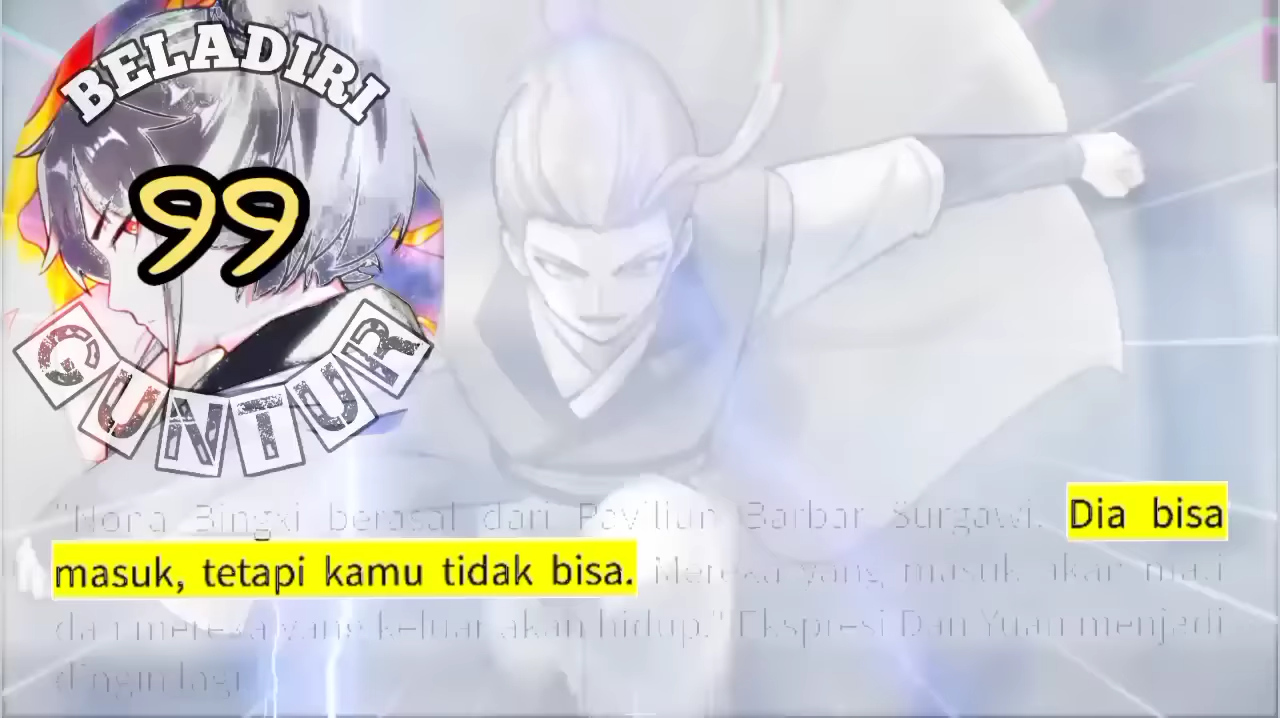 BELADIRI
99
GUNTUR
"Nona Bingxi berasal dari Paviliun Barbar Surgawi. Dia bisa
masuk, tetapi kamu tidak bisa. Mereka yang masuk akan mati
dan mereka yang keluar akan hidup." Ekspresi Dan Yuan menjadi
dingin lagi